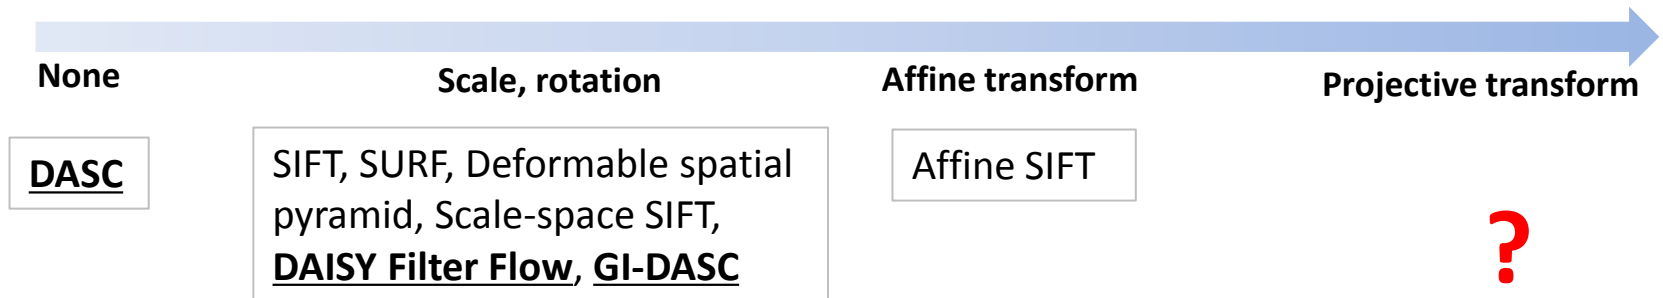 None
Scale, rotation
Affine transform
Projective transform
DASC
SIFT, SURF, Deformable spatial
pyramid, Scale-space SIFT,
DAISY Filter Flow, GI-DASC
Affine SIFT
?